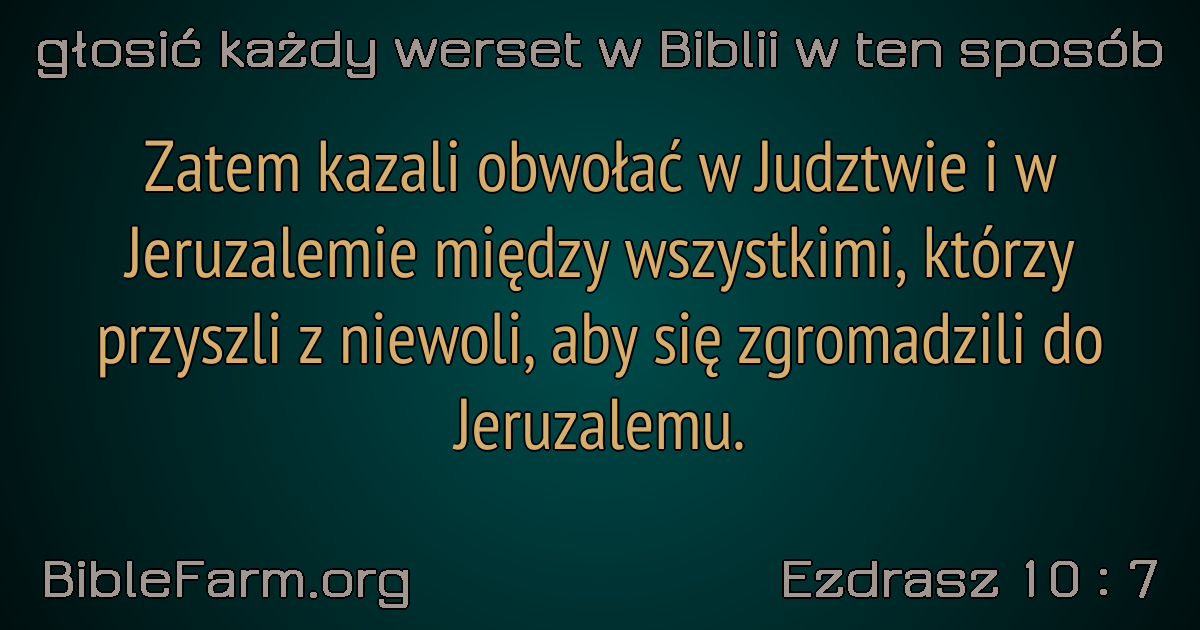 głosić każdy werset w Biblii w ten sposób
Zatem kazali obwołać w Judztwie i w
Jeruzalemie między wszystkimi, którzy
przyszli z niewoli, aby się zgromadzili do
Jeruzalemu.
BibleFarm.org
Ezdrasz 10 : 7